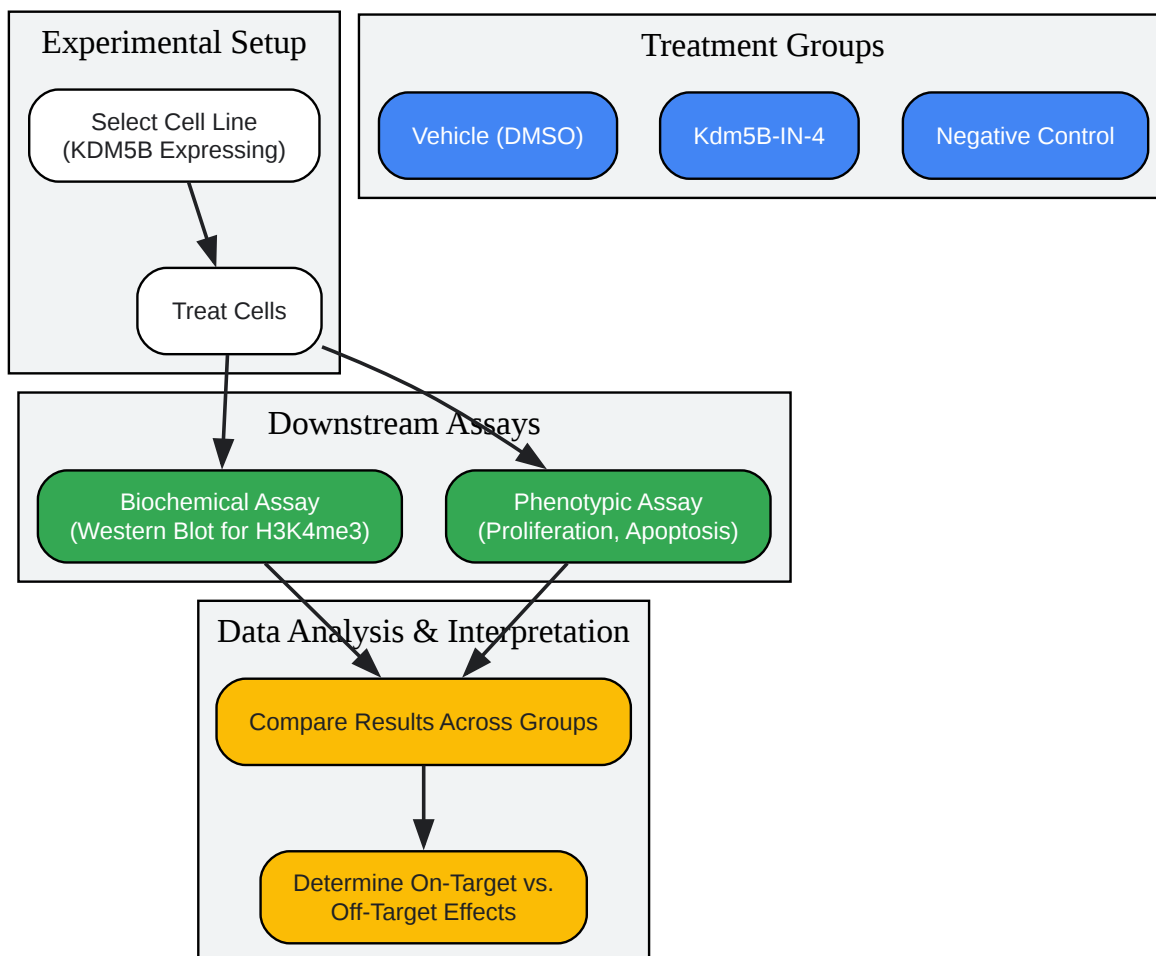 Experimental Setup
Select Cell Line
(KDM5B Expressing)
Treat Cells
Treatment Groups
Vehicle (DMSO)
Kdm5B-IN-4
Negative Control
Downstream Assays
Biochemical Assay
(Western Blot for H3K4me3)
Phenotypic Assay
(Proliferation, Apoptosis)
Data Analysis & Interpretation
Compare Results Across Groups
Determine On-Target vs.
Off-Target Effects